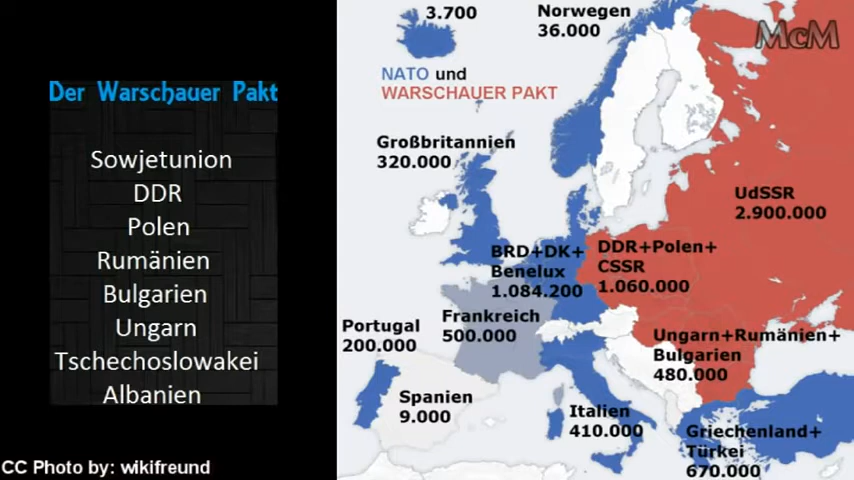 Der Warschauer Pakt
Sowjetunion
DDR
Polen
Rumänien
Bulgarien
Ungarn
Tschechoslowakei
Albanien
CC Photo by: wikifreund
3.700
Norwegen
36.000
McM
NATO und
WARSCHAUER PAKT
Großbritannien
320.000
UdSSR
2.900.000
BRD+DK+
Benelux
1.084.200
DDR+Polen+
CSSR
1.060.000
Frankreich
500.000
Portugal
200.000
Ungarn+Rumänien+
Bulgarien
480.000
Spanien
9.000
Italien
410.000
Griechenland+
Türkei
670.000